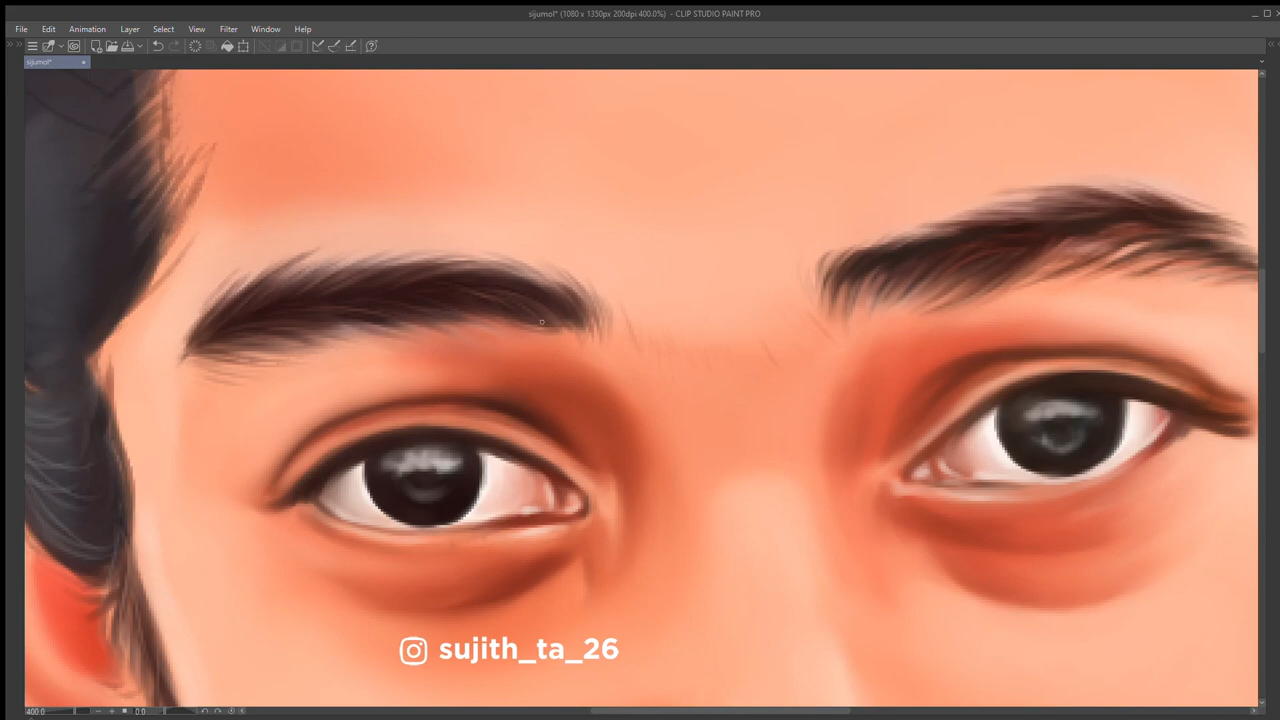 sijumol* (1080 x 1350px 200dpi 400.0%) - CLIP STUDIO PAINT PRO
File Edit Animation Layer Select View Filter Window Help
sijumol*
sujith_ta_26
400.0 0.0